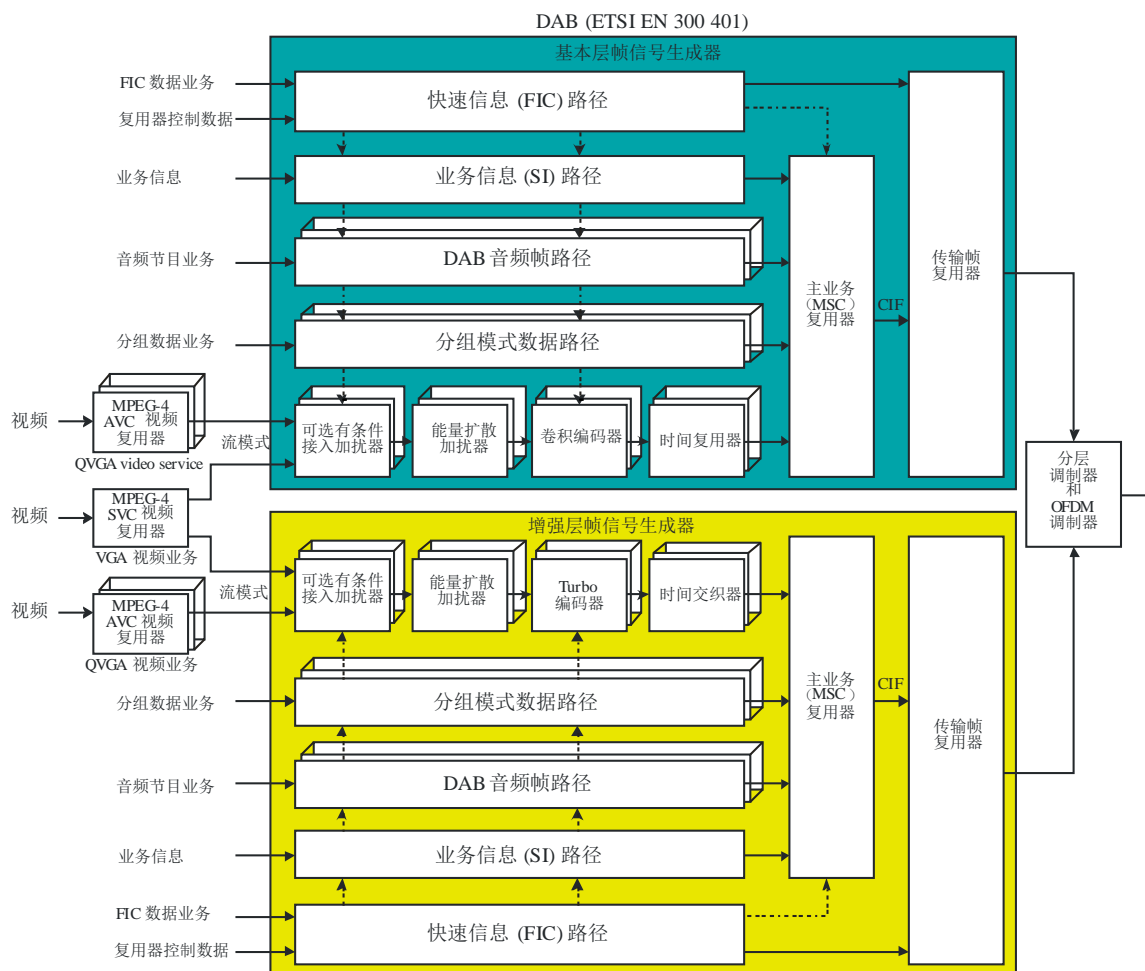 DAB (ETSI EN 300 401)
基本层帧信号生成器
FIC 数据业务
复用器控制数据
快速信息 (FIC) 路径
业务信息
业务信息 (SI) 路径
音频节目业务
DAB 音频帧路径
分组数据业务
分组模式数据路径
主业务
(MSC)
复用器
CIF
传输帧
复用器
视频
MPEG-4
AVC 视频
复用器
QVGA video service
流模式
可选有条件
接入加扰器
能量扩散
加扰器
卷积编码器
时间复用器
视频
MPEG-4
SVC 视频
复用器
VGA 视频业务
分层
调制器
和
OFDM
调制器
增强层帧信号生成器
视频
MPEG-4
AVC 视频
复用器
QVGA 视频业务
流模式
可选有条件
接入加扰器
能量扩散
加扰器
Turbo
编码器
时间交织器
分组数据业务
分组模式数据路径
主业务
(MSC)
复用器
CIF
传输帧
复用器
音频节目业务
DAB 音频帧路径
业务信息
业务信息 (SI) 路径
FIC 数据业务
复用器控制数据
快速信息 (FIC) 路径